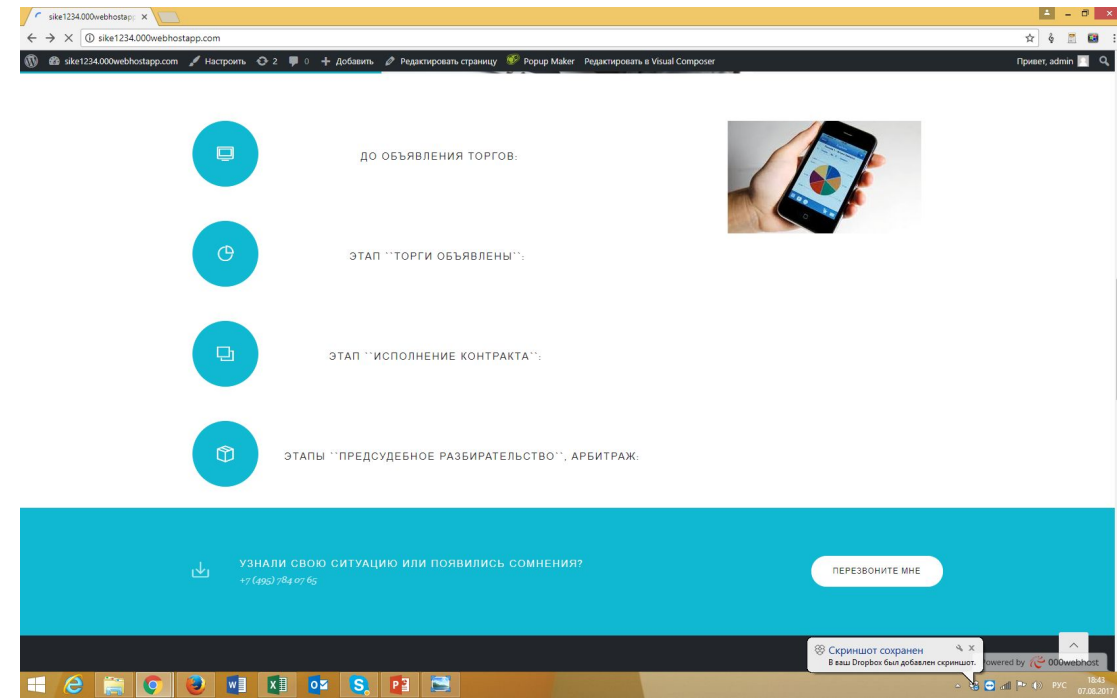 sike1234.000webhostap
sike1234.000webhostapp.com
sike1234.000webhostapp.com Настроить 2 0 Добавить Редактировать страницу Popup Maker Редактировать в Visual Composer Привет, admin
ДО ОБЪЯВЛЕНИЯ ТОРГОВ:
ЭТАП ``ТОРГИ ОБЪЯВЛЕНЫ``:
ЭТАП ``ИСПОЛНЕНИЕ КОНТРАКТА``:
ЭТАПЫ ``ПРЕДСУДЕБНОЕ РАЗБИРАТЕЛЬСТВО``, АРБИТРАЖ:
УЗНАЛИ СВОЮ СИТУАЦИЮ ИЛИ ПОЯВИЛИСЬ СОМНЕНИЯ?
+7 (495) 784 07 65
ПЕРЕЗВОНИТЕ МНЕ
Скриншот сохранен
В ваш Dropbox был добавлен скриншот.
owered by 000webhost
РУС
18:43
07.08.2017